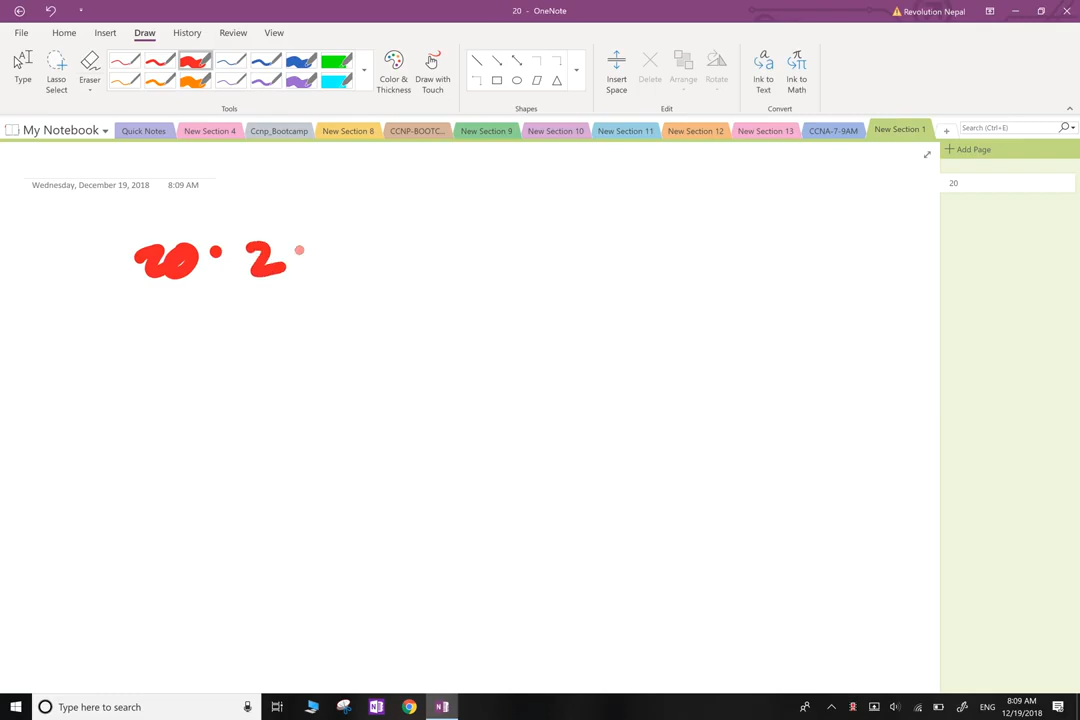 20 - OneNote
Revolution Nepal
File Home Insert Draw History Review View
Type
Lasso Select
Eraser
Color & Thickness
Draw with Touch
Insert Space
Delete
Arrange
Rotate
Ink to Text
Ink to Math
Tools Shapes Edit Convert
My Notebook Quick Notes New Section 4 Ccnp_Bootcamp New Section 8 CCNP-BOOTC... New Section 9 New Section 10 New Section 11 New Section 12 New Section 13 CCNA-7-9AM New Section 1 Search (Ctrl+E)
Add Page
Wednesday, December 19, 2018 8:09 AM
20
20 . 2
Type here to search
ENG
8:09 AM
12/19/2018